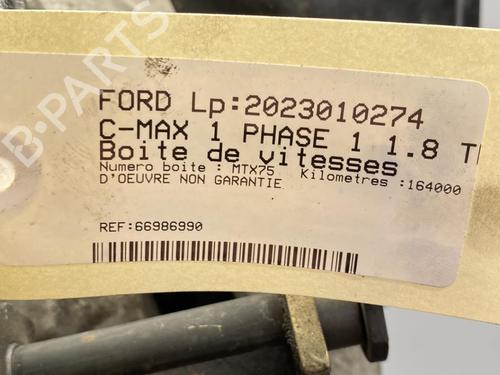 FORD Lp:2023010274
C-MAX 1 PHASE 1 1.8 T
Boite de vitesses
Numero boite : MTX75 Kilometres :164000
D'OEUVRE NON GARANTIE
REF:66986990
B-PARTS
B-PARTS